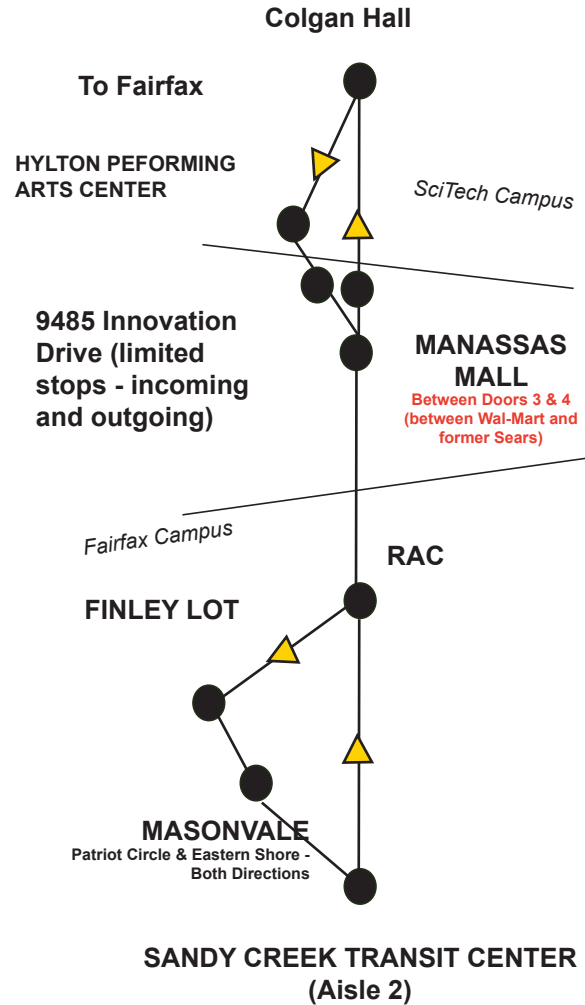 Colgan Hall
To Fairfax
HYLTON PEFORMING
ARTS CENTER
SciTech Campus
9485 Innovation
Drive (limited
stops - incoming
and outgoing)
MANASSAS
MALL
Between Doors 3 & 4
(between Wal-Mart and
former Sears)
Fairfax Campus
RAC
FINLEY LOT
MASONVALE
Patriot Circle & Eastern Shore -
Both Directions
SANDY CREEK TRANSIT CENTER
(Aisle 2)